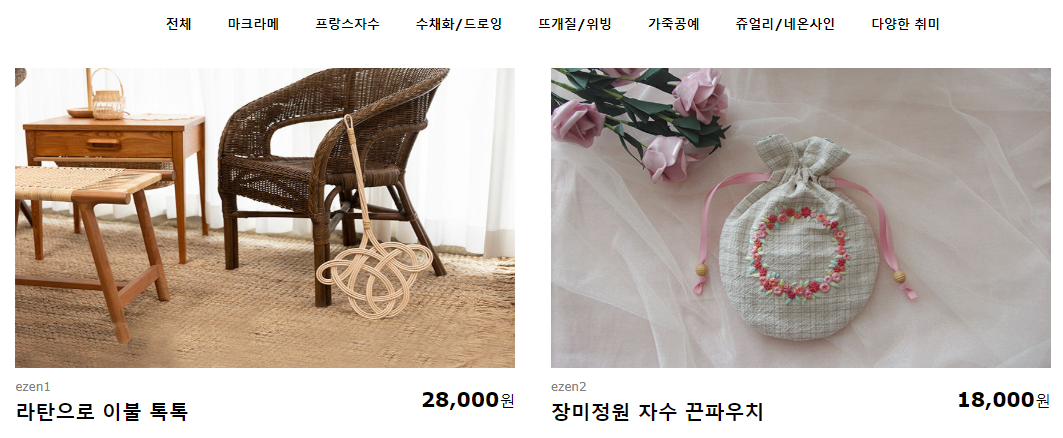 전체 마크라메 프랑스자수 수채화/드로잉 뜨개질/위빙 가죽공예 쥬얼리/네온사인 다양한 취미
ezen1
라탄으로 이불 톡톡
28,000원
ezen2
장미정원 자수 끈파우치
18,000원